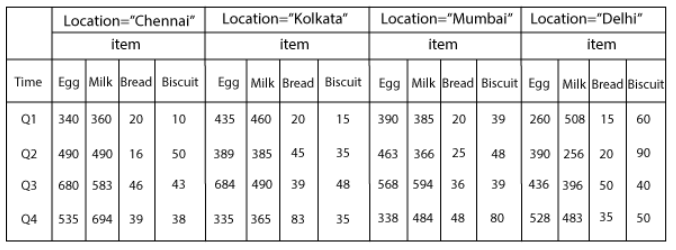 Location="Chennai" Location="Kolkata" Location="Mumbai" Location="Delhi"
item item item item
Time Egg Milk Bread Biscuit Egg Milk Bread Biscuit Egg Milk Bread Biscuit Egg Milk Bread Biscuit
Q1 340 360 20 10 435 460 20 15 390 385 20 39 260 508 15 60
Q2 490 490 16 50 389 385 45 35 463 366 25 48 390 256 20 90
Q3 680 583 46 43 684 490 39 48 568 594 36 39 436 396 50 40
Q4 535 694 39 38 335 365 83 35 338 484 48 80 528 483 35 50